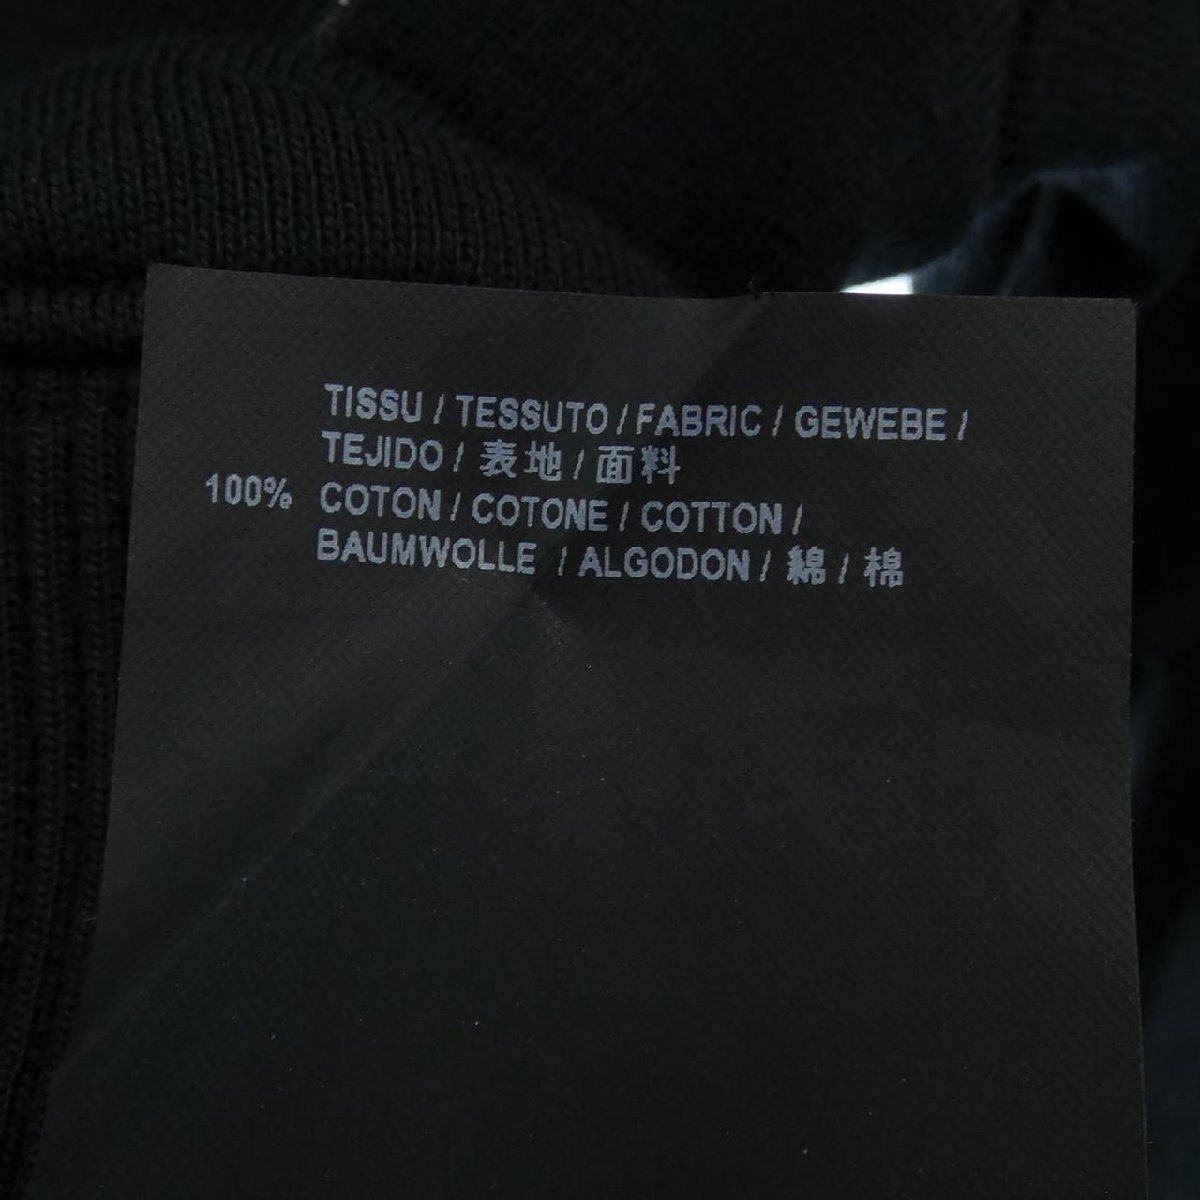 TISSU / TESSUTO / FABRIC / GEWEBE /
TEJIDO / 表地 / 面料
100% COTON / COTONE / COTTON /
BAUMWOLLE / ALGODON / 綿 / 棉